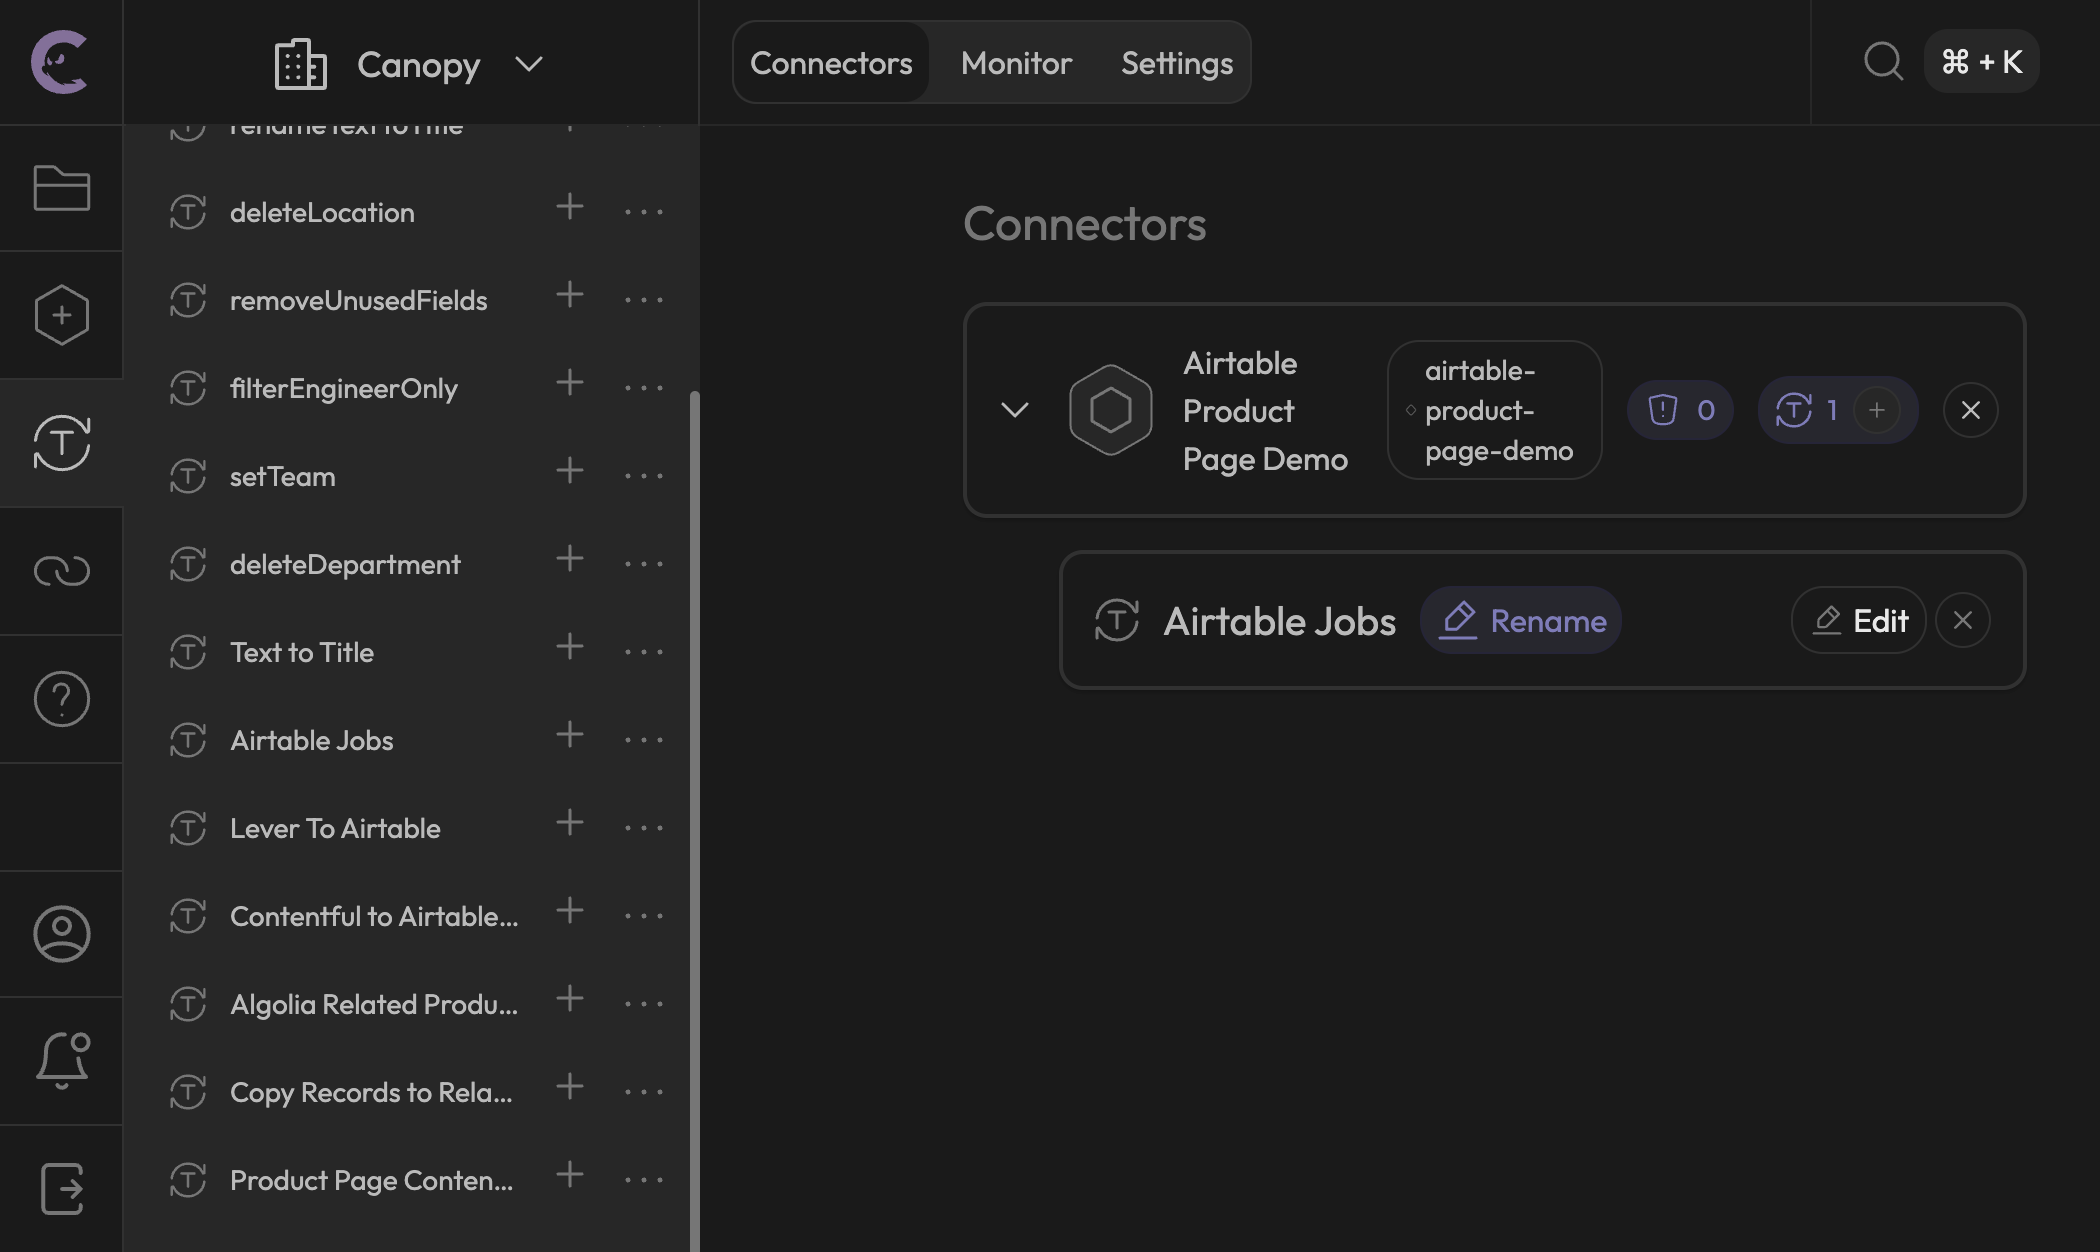 Canopy
Connectors
Monitor
Settings
⌘ + K
renameTextToTitle
deleteLocation
removeUnusedFields
filterEngineerOnly
setTeam
deleteDepartment
Text to Title
Airtable Jobs
Lever To Airtable
Contentful to Airtable...
Algolia Related Produ...
Copy Records to Rela...
Product Page Conten...
Connectors
Airtable
Product
Page Demo
airtable-
product-
page-demo
0
1
Airtable Jobs
Rename
Edit